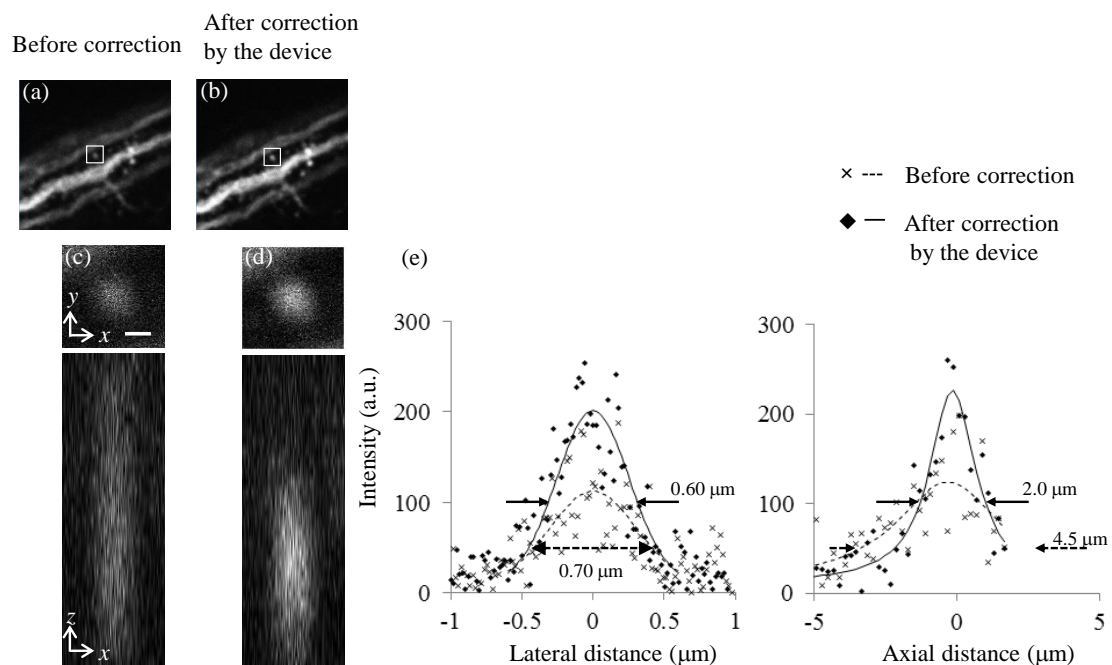 Before correction
After correction
by the device
(a)
(b)
× --- Before correction
◆ — After correction
by the device
(c)
(d)
(e)
y
x
z
x
Intensity (a.u.)
300
200
100
0
-1
-0.5
0
0.5
1
0.60 μm
0.70 μm
Lateral distance (μm)
300
200
100
0
-5
0
5
2.0 μm
4.5 μm
Axial distance (μm)